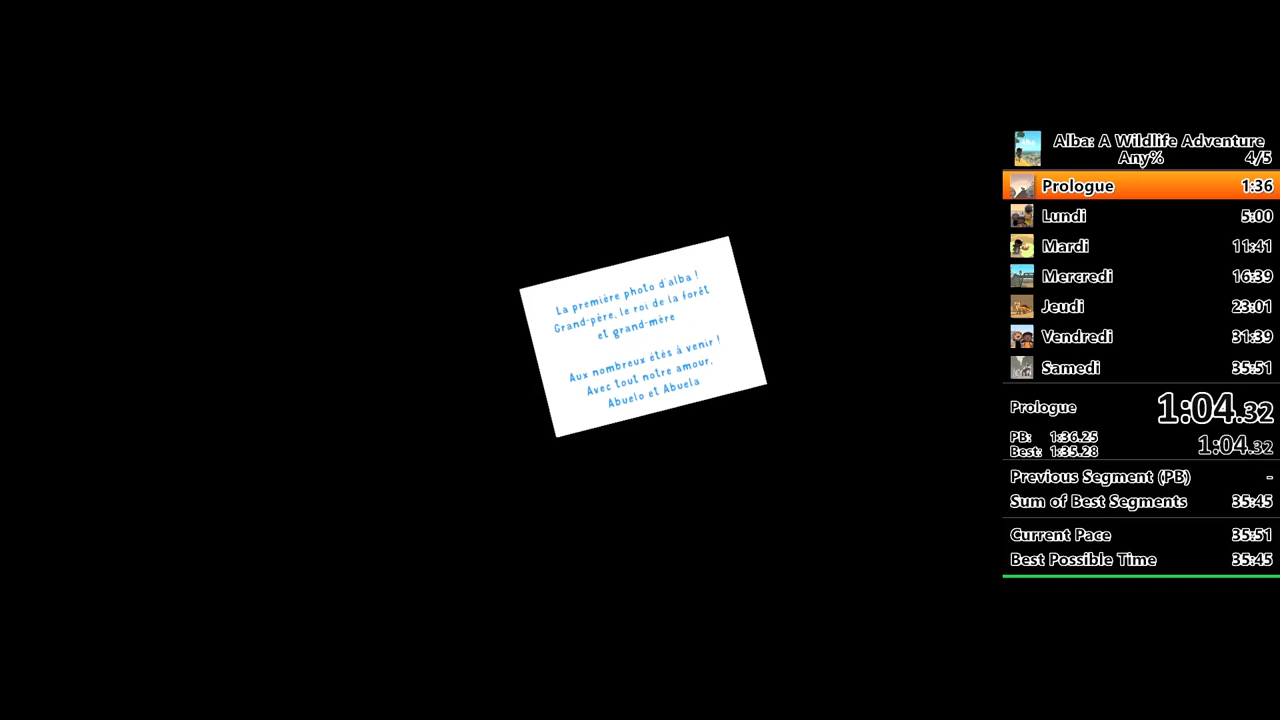 La première photo d'alba !
Grand-père, le roi de la forêt
et grand-mère
Aux nombreux étés à venir !
Avec tout notre amour,
Abuelo et Abuela
Alba: A Wildlife Adventure
Any% 4/5
Prologue 1:36
Lundi 5:00
Mardi 11:41
Mercredi 16:39
Jeudi 23:01
Vendredi 31:39
Samedi 35:51
Prologue 1:04.32
PB: 1:36.25
Best: 1:35.28 1:04.32
Previous Segment (PB) -
Sum of Best Segments 35:45
Current Pace 35:51
Best Possible Time 35:45